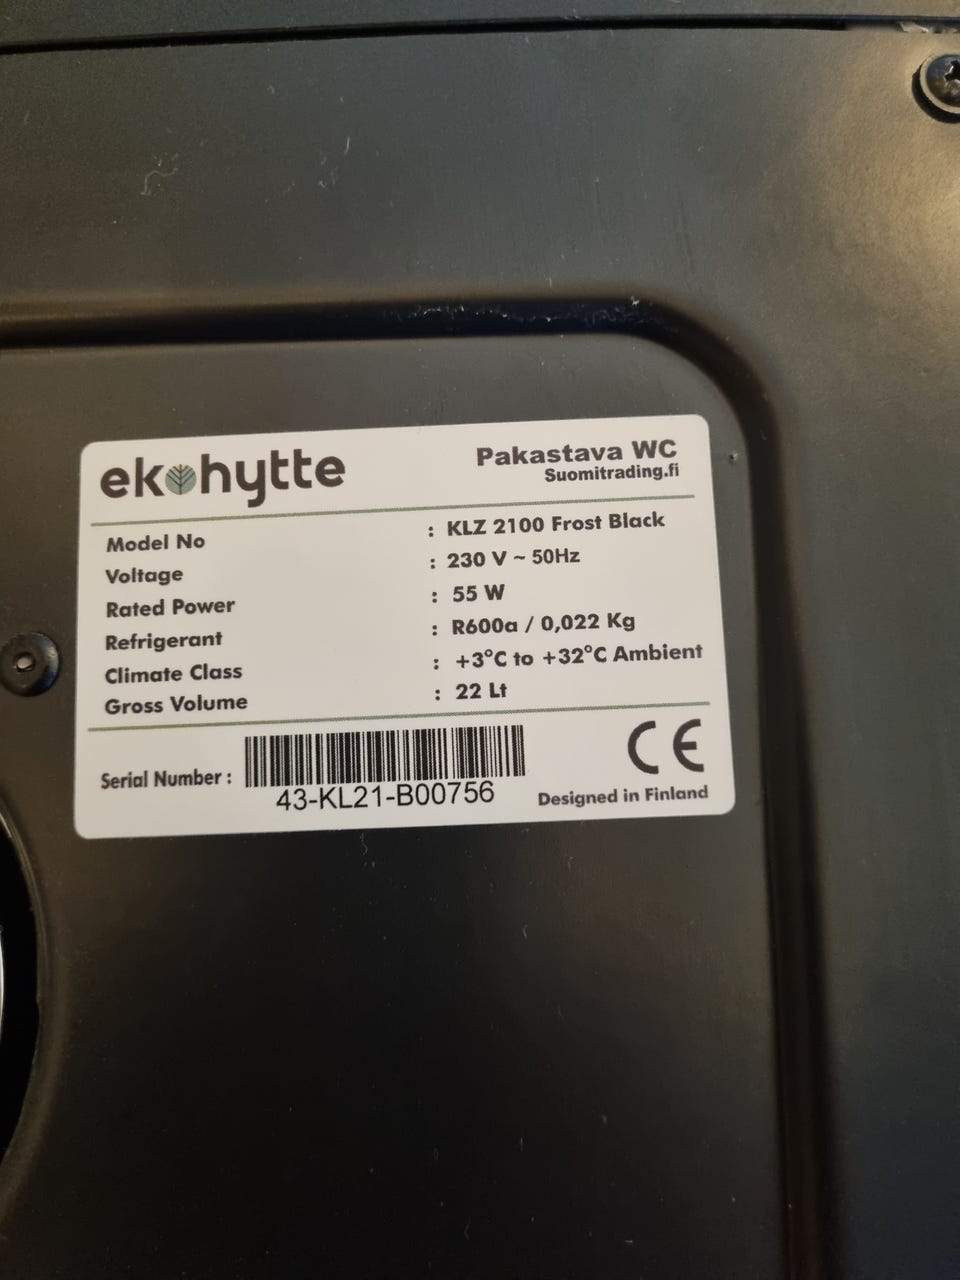 ekohytte
Pakastava WC
Suomitrading.fi
Model No : KLZ 2100 Frost Black
Voltage : 230 V ~ 50Hz
Rated Power : 55 W
Refrigerant : R600a / 0,022 Kg
Climate Class : +3°C to +32°C Ambient
Gross Volume : 22 Lt
Serial Number :
43-KL21-B00756
CE
Designed in Finland